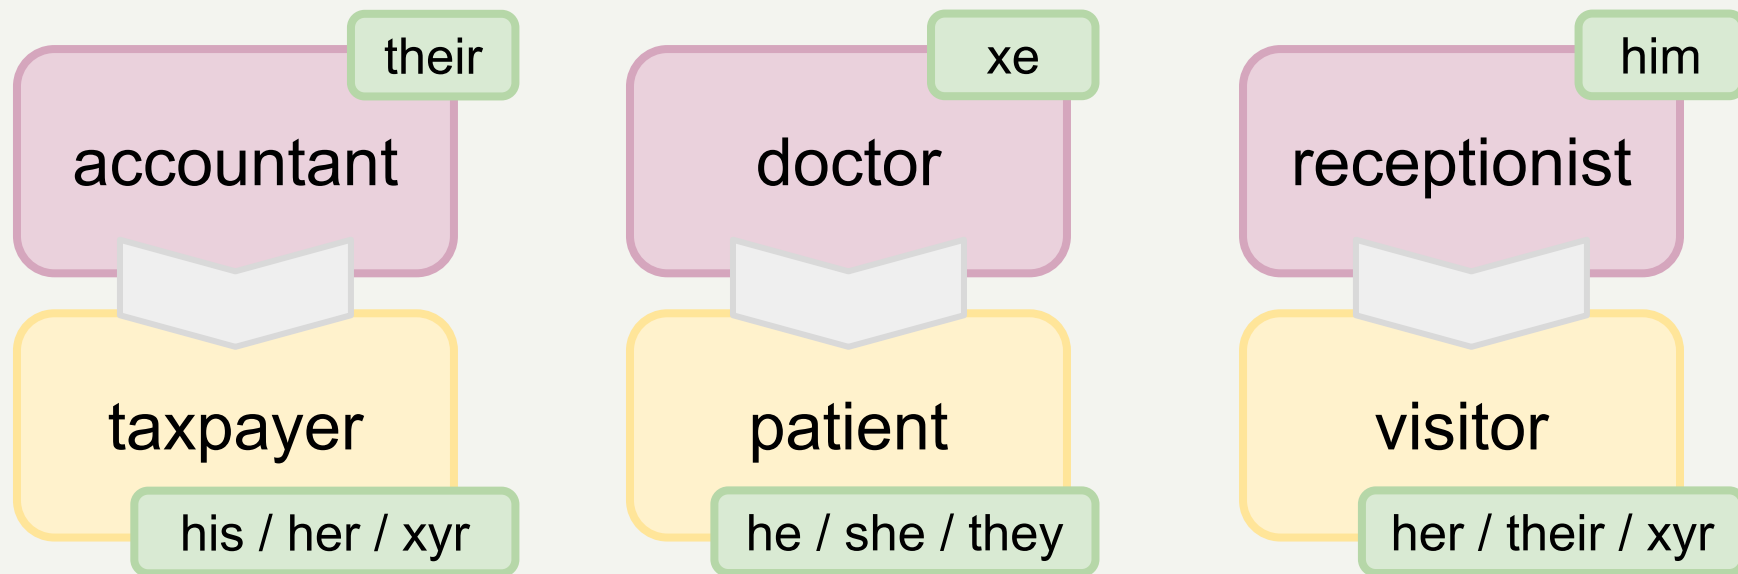 their
accountant
taxpayer
his / her / xyr
xe
doctor
patient
he / she / they
him
receptionist
visitor
her / their / xyr